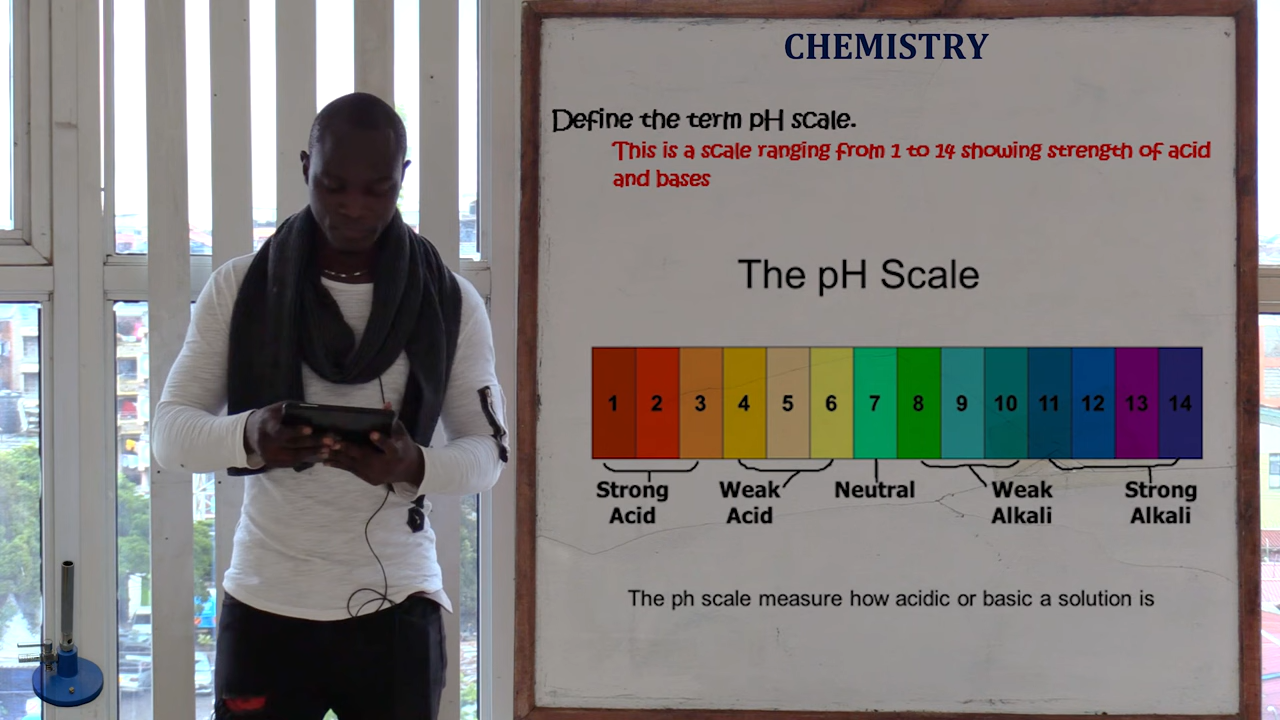 CHEMISTRY
Define the term pH scale.
This is a scale ranging from 1 to 14 showing strength of acid
and bases
The pH Scale
1 2 3 4 5 6 7 8 9 10 11 12 13 14
Strong Weak Neutral Weak Strong
Acid Acid Alkali Alkali
The ph scale measure how acidic or basic a solution is